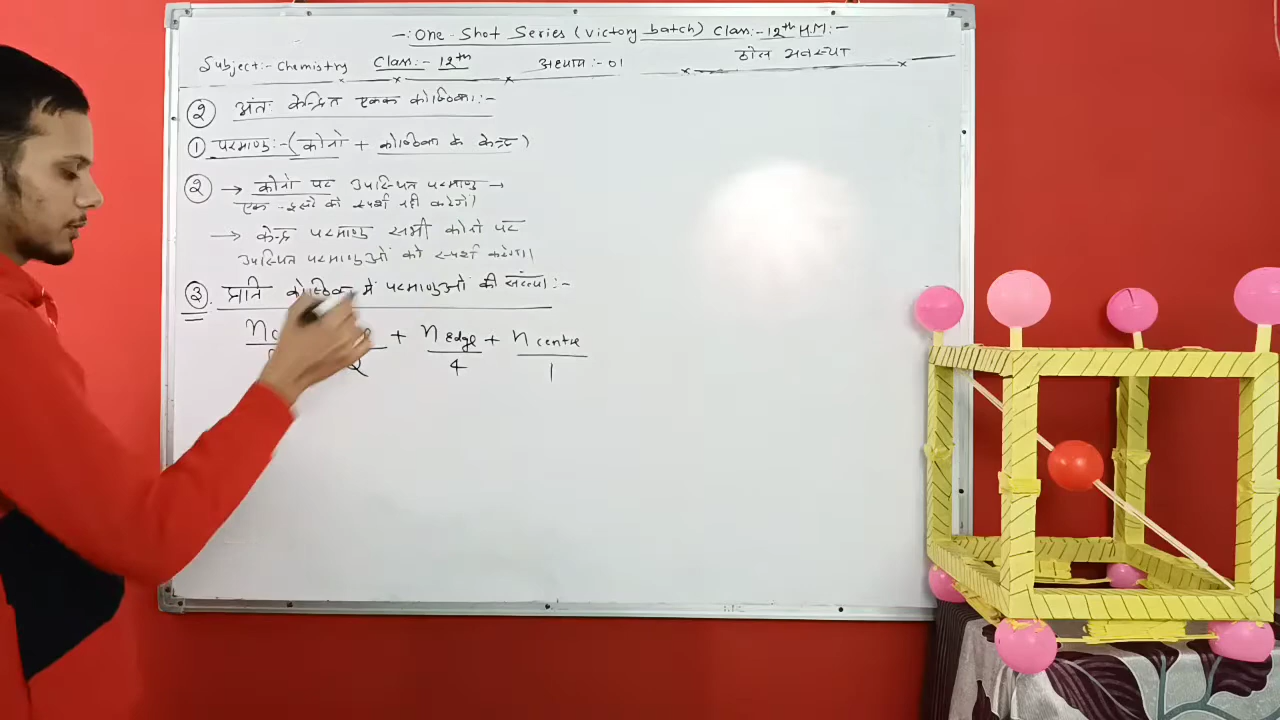 -: One-Shot Series (Victory batch) Class:- 12th H.M:-
Subject:- Chemistry Class:- 12th अध्याय :- 01 ठोस अवस्था
② अंतः केन्द्रित एकक कोष्ठिका:-
① परमाणु:- (कोनो + कोष्ठिका के केन्द्र)
② → कोनो पर उपस्थित परमाणु →
एक-दूसरे को स्पर्श नही करेगें।
→ केन्द्र परमाणु सभी कोने पर
उपस्थित परमाणुओं को स्पर्श करेगा।
③. प्रति कोष्ठिका में परमाणुओं की संख्या :-
+ n edge + n centre
2 4 1